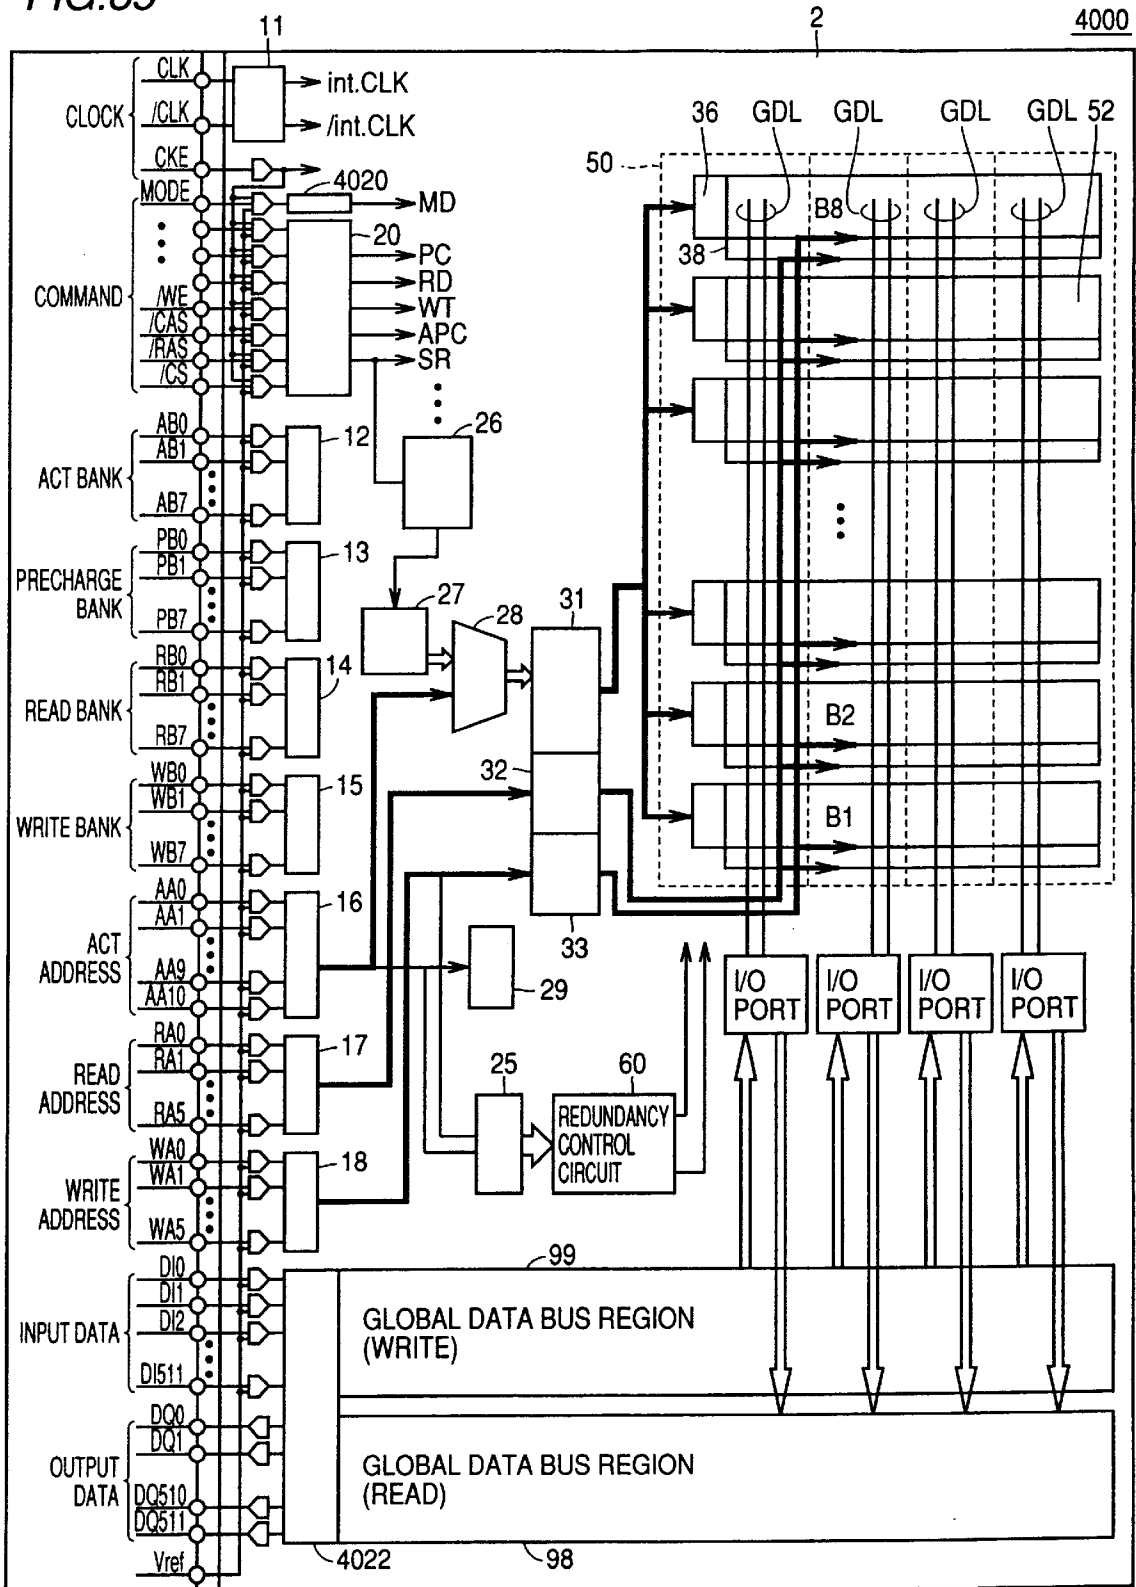 11
2
4000
CLK
/CLK
CKE
CLOCK
int.CLK
/int.CLK
MODE
4020
MD
20
PC
RD
WT
APC
SR
COMMAND
/WE
/CAS
/RAS
/CS
36
GDL
GDL
GDL
GDL
52
50
B8
38
B2
B1
AB0
AB1
AB7
ACT BANK
12
26
PB0
PB1
PB7
PRECHARGE
BANK
13
27
28
31
RB0
RB1
RB7
READ BANK
14
32
WB0
WB1
WB7
WRITE BANK
15
33
AA0
AA1
AA9
AA10
ACT
ADDRESS
16
29
I/O
PORT
I/O
PORT
I/O
PORT
I/O
PORT
RA0
RA1
RA5
READ
ADDRESS
17
25
60
REDUNDANCY
CONTROL
CIRCUIT
WA0
WA1
WA5
WRITE
ADDRESS
18
DI0
DI1
DI2
DI511
INPUT DATA
99
GLOBAL DATA BUS REGION
(WRITE)
DQ0
DQ1
DQ510
DQ511
OUTPUT
DATA
GLOBAL DATA BUS REGION
(READ)
Vref
4022
98